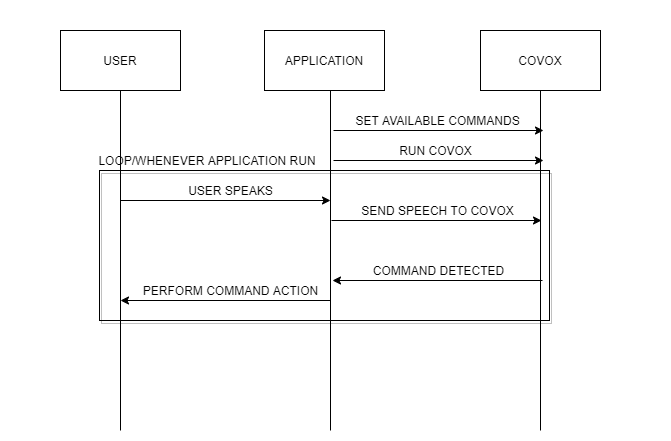 USER
APPLICATION
COVOX
SET AVAILABLE COMMANDS
RUN COVOX
LOOP/WHENEVER APPLICATION RUN
USER SPEAKS
SEND SPEECH TO COVOX
COMMAND DETECTED
PERFORM COMMAND ACTION